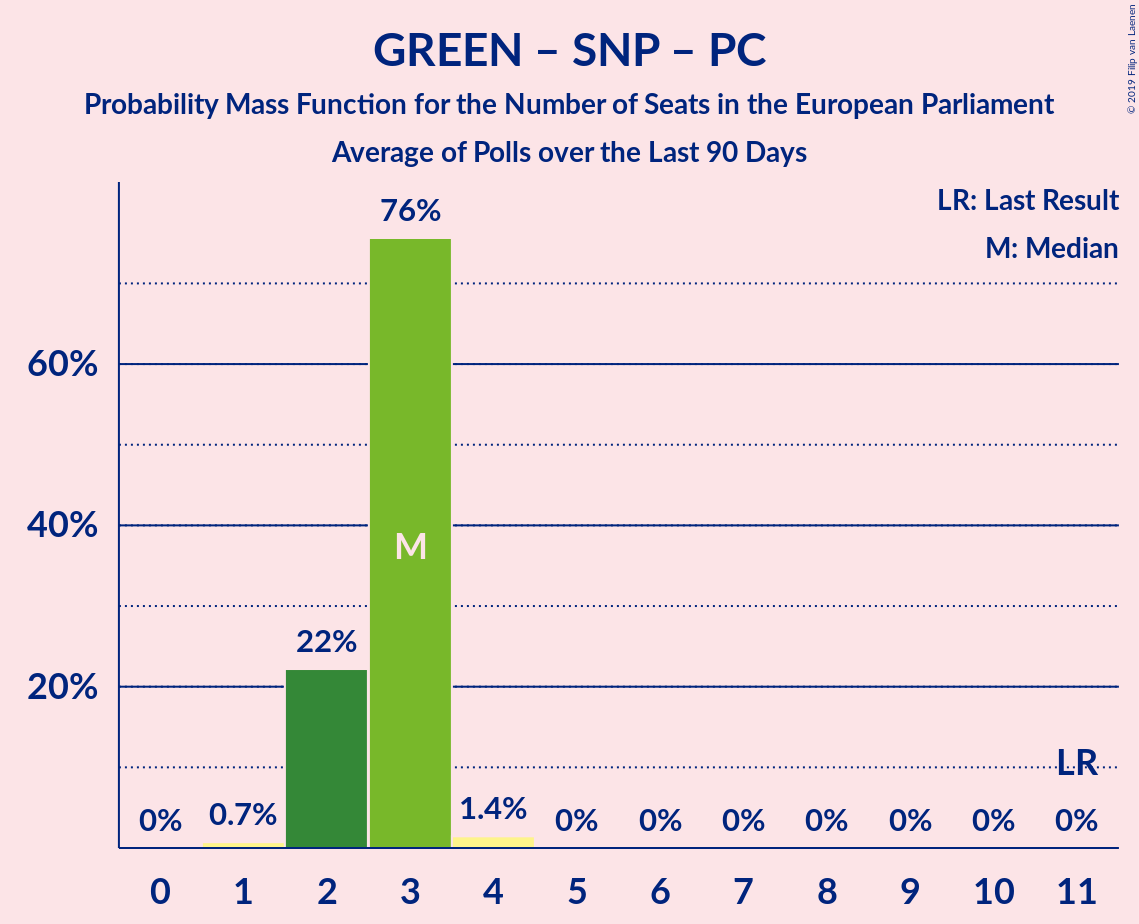 GREEN – SNP – PC
Probability Mass Function for the Number of Seats in the European Parliament
Average of Polls over the Last 90 Days
© 2019 Filip van Laenen
LR: Last Result
M: Median
76%
60%
M
40%
22%
20%
LR
0%
0.7%
1.4%
0%
0%
0%
0%
0%
0%
0%
0 1 2 3 4 5 6 7 8 9 10 11